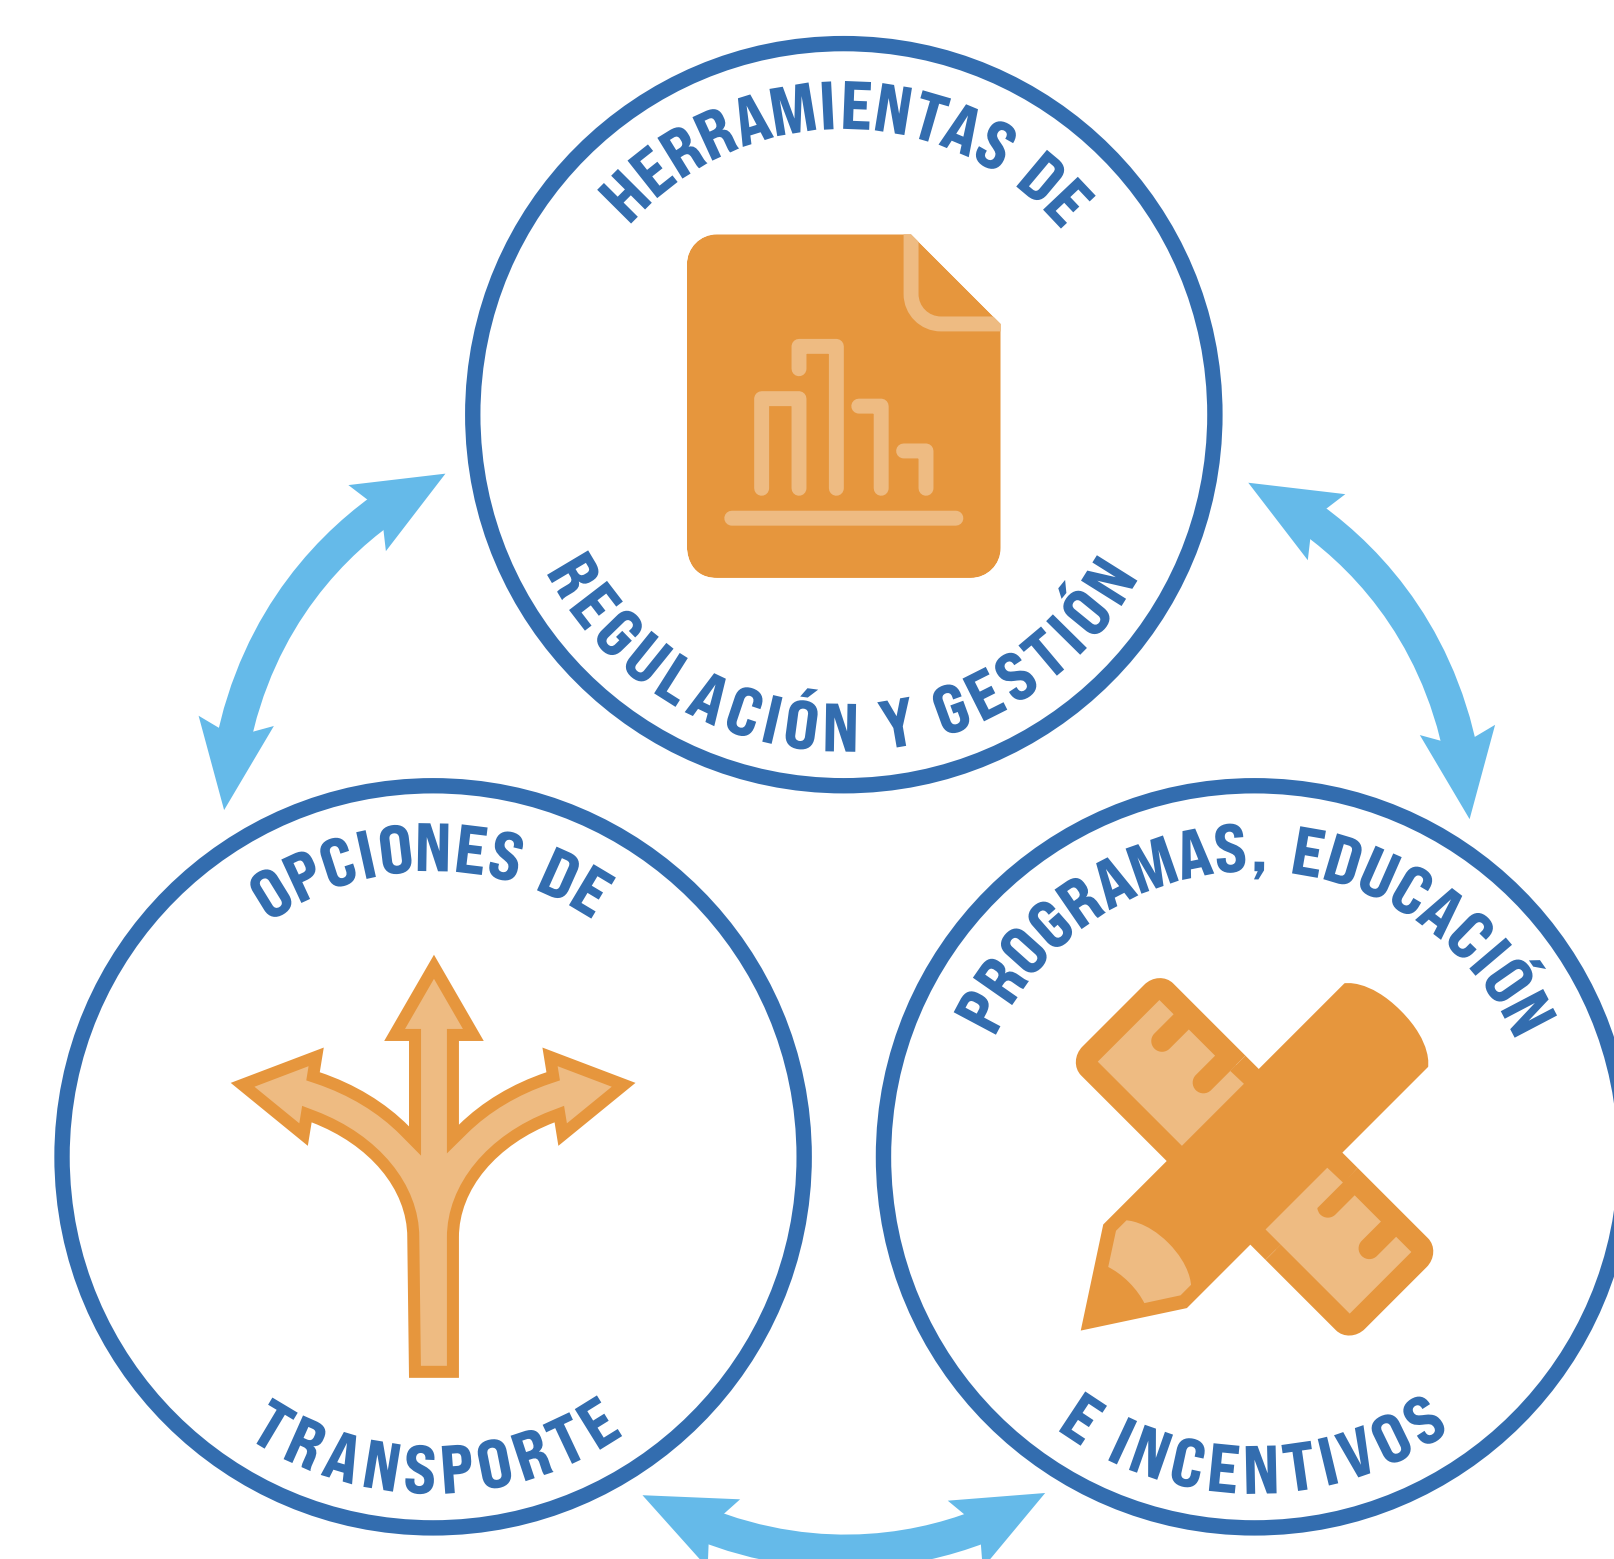 HERRAMIENTAS DE
REGULACIÓN Y GESTIÓN
OPCIONES DE
TRANSPORTE
PROGRAMAS, EDUCACIÓN
E INCENTIVOS